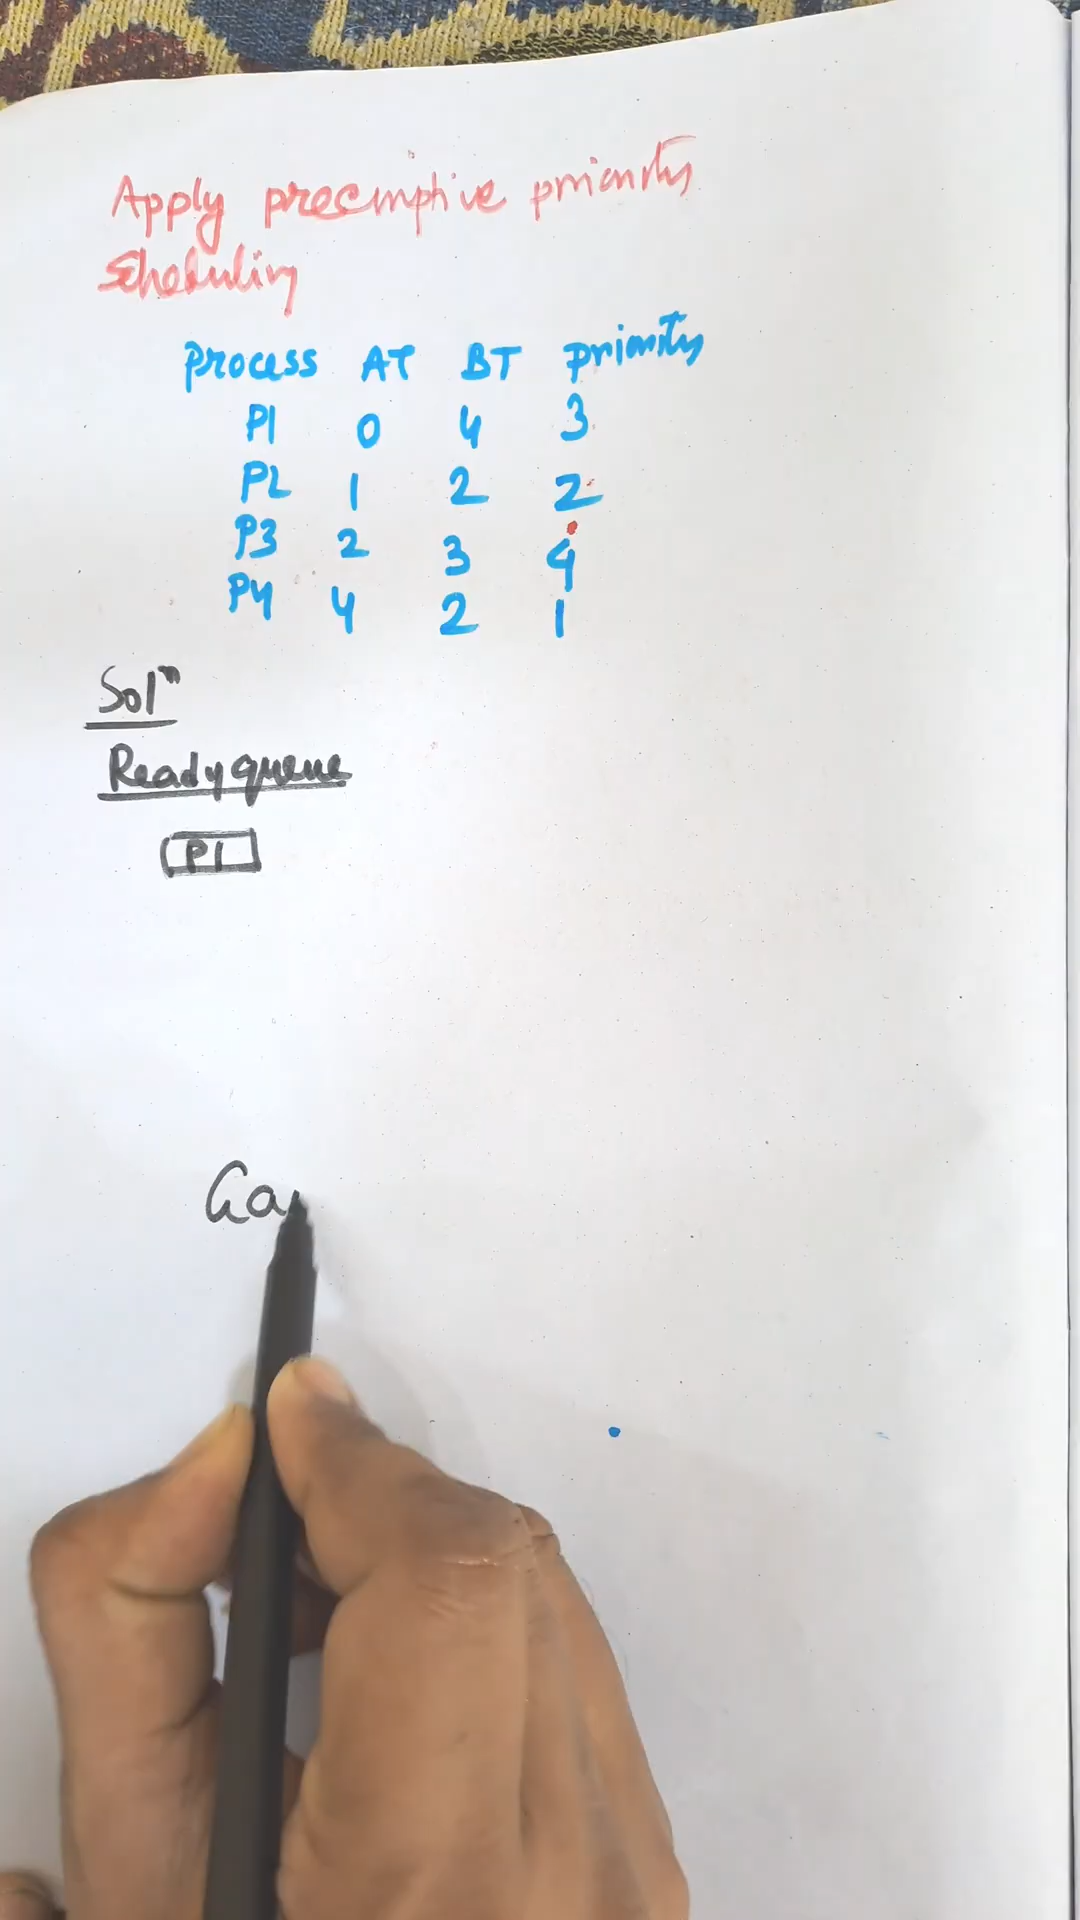 Apply preemptive priority
scheduling
process AT BT priority
P1 0 4 3
P2 1 2 2
P3 2 3 4
P4 4 2 1
Solⁿ
Ready queue
P1
Ga